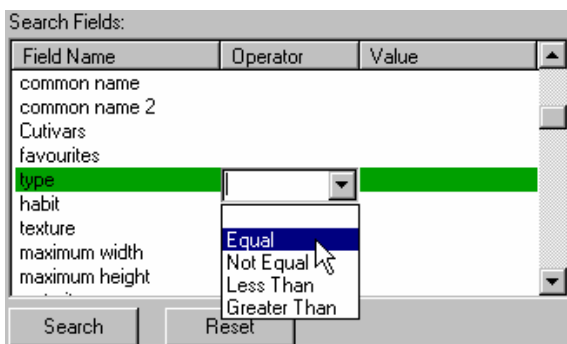 Search Fields:
Field Name Operator Value
common name
common name 2
Cutivars
favourites
type
habit
texture
maximum width
maximum height
Equal
Not Equal
Less Than
Greater Than
Search Reset